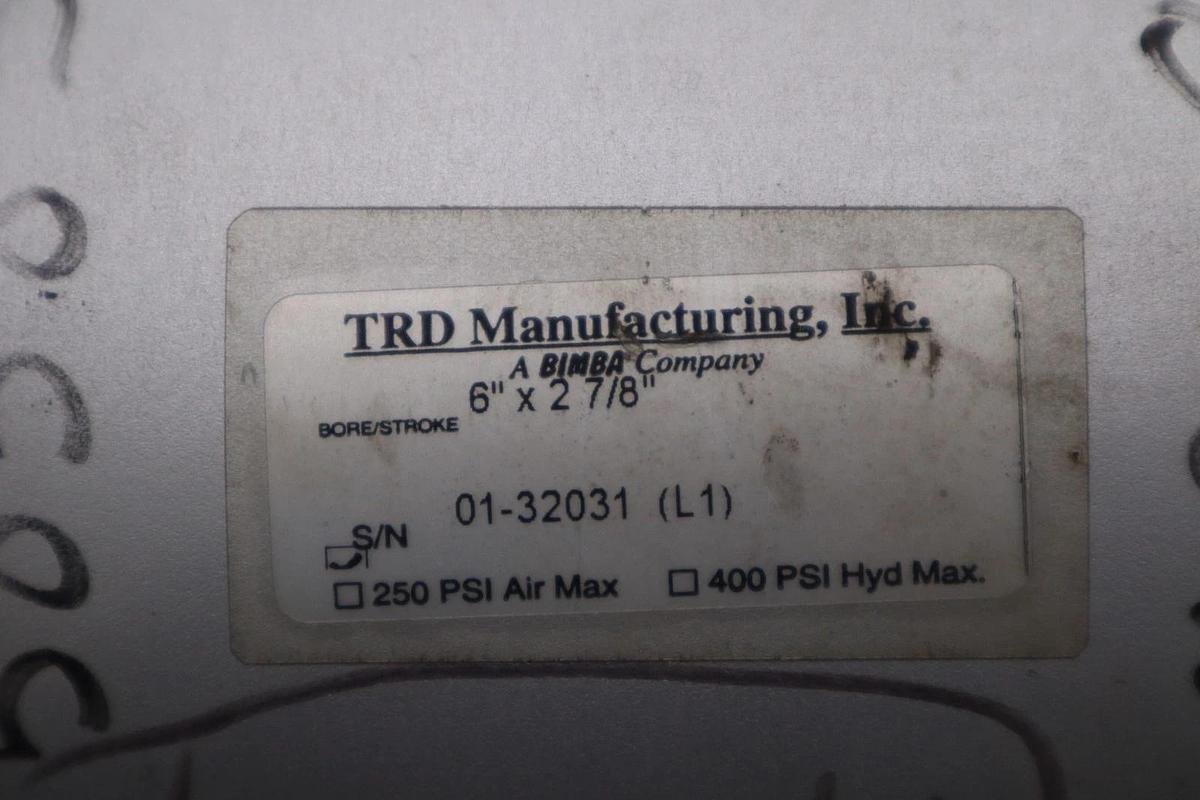 TRD Manufacturing, Inc.
A BIMBA Company
6" x 2 7/8"
BORE/STROKE
01-32031 (L1)
S/N
250 PSI Air Max 400 PSI Hyd Max.